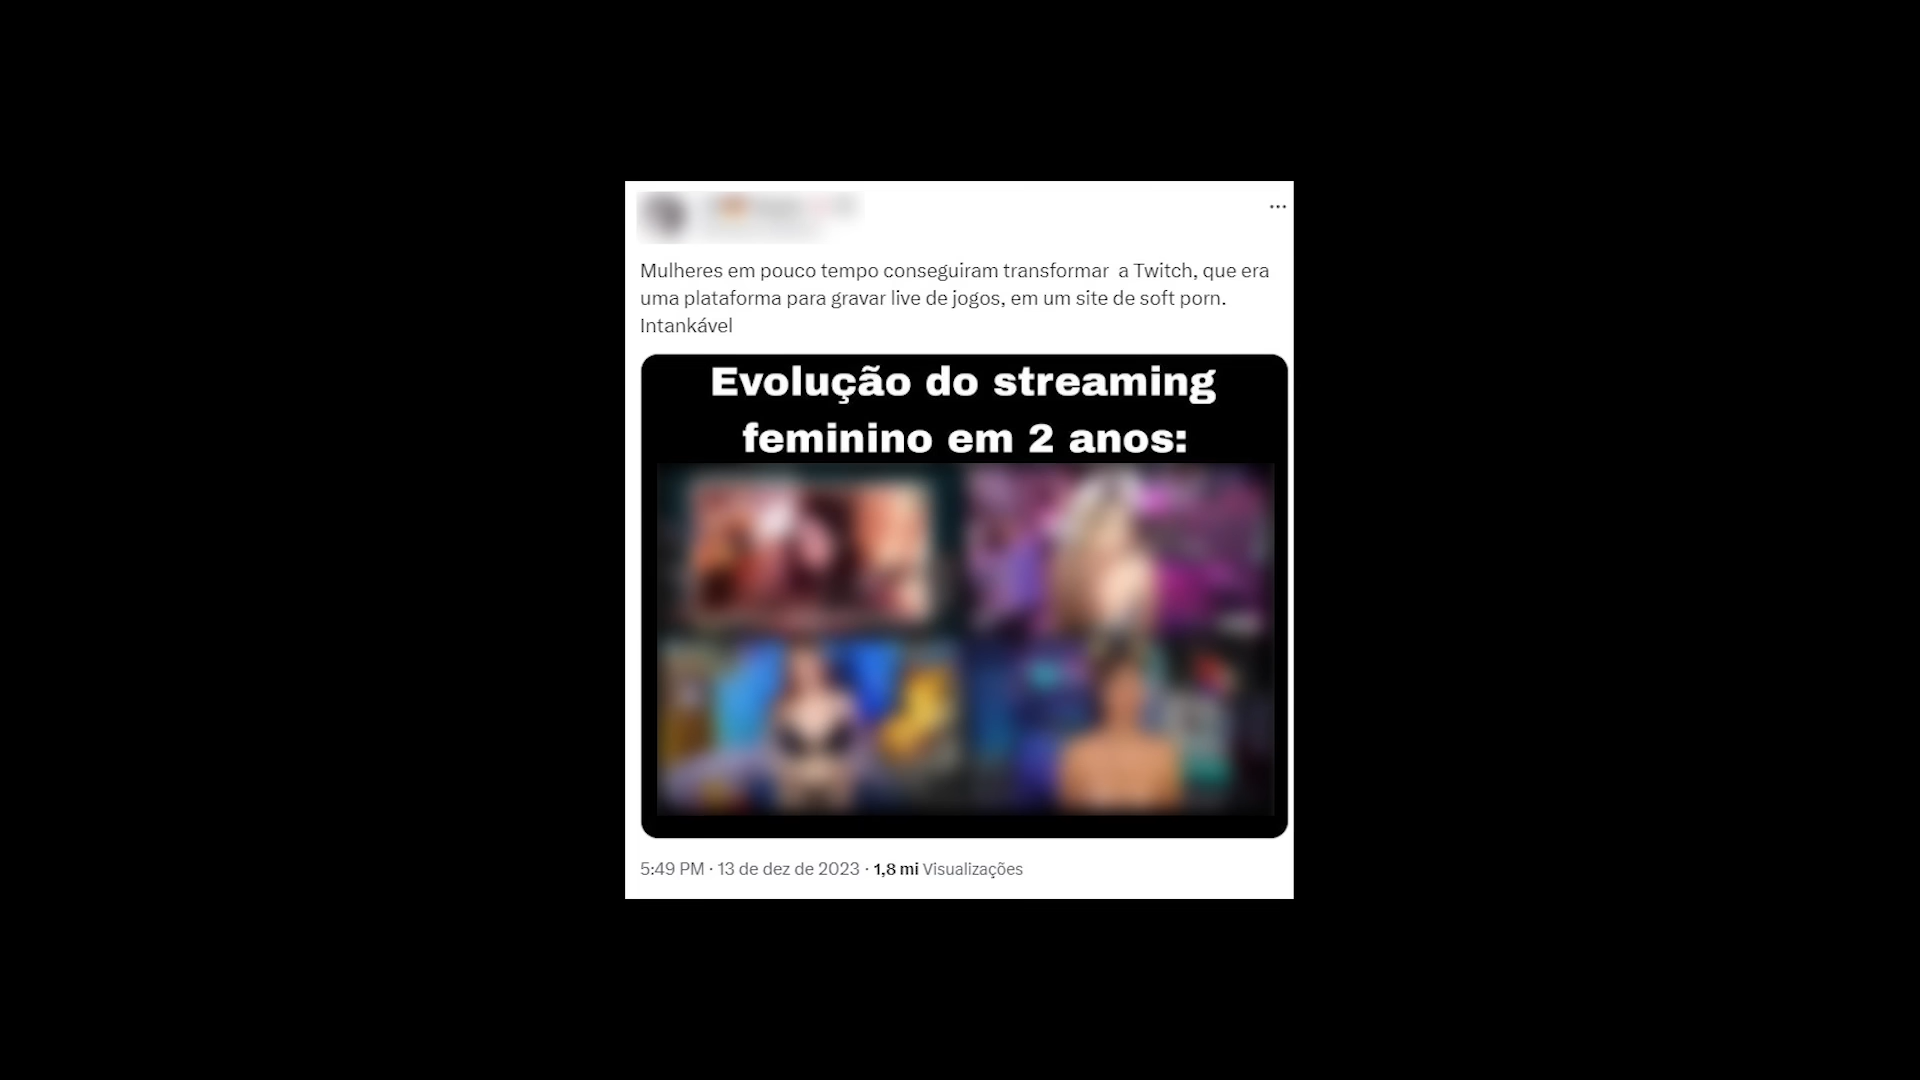 Mulheres em pouco tempo conseguiram transformar  a Twitch, que era
uma plataforma para gravar live de jogos, em um site de soft porn.
Intankável
Evolução do streaming
feminino em 2 anos:
5:49 PM · 13 de dez de 2023 · 1,8 mi Visualizações